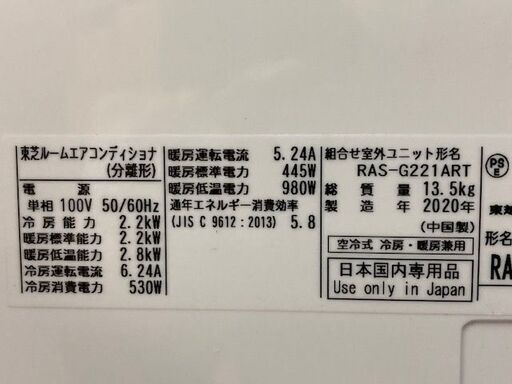 東芝ルームエアコンディショナ
(分離形)
電源
単相 100V 50/60Hz
冷房能力 2.2kW
暖房標準能力 2.2kW
暖房低温能力 2.8kW
冷房運転電流 6.24A
冷房消費電力 530W
暖房運転電流 5.24A
暖房標準電力 445W
暖房低温電力 980W
通年エネルギー消費効率
(JIS C 9612:2013) 5.8
組合せ室外ユニット形名
RAS-G221ART
総質量 13.5kg
製造年 2020年
(中国製)
空冷式 冷房・暖房兼用
日本国内専用品
Use only in Japan
PS
E
東芝
形名
RA